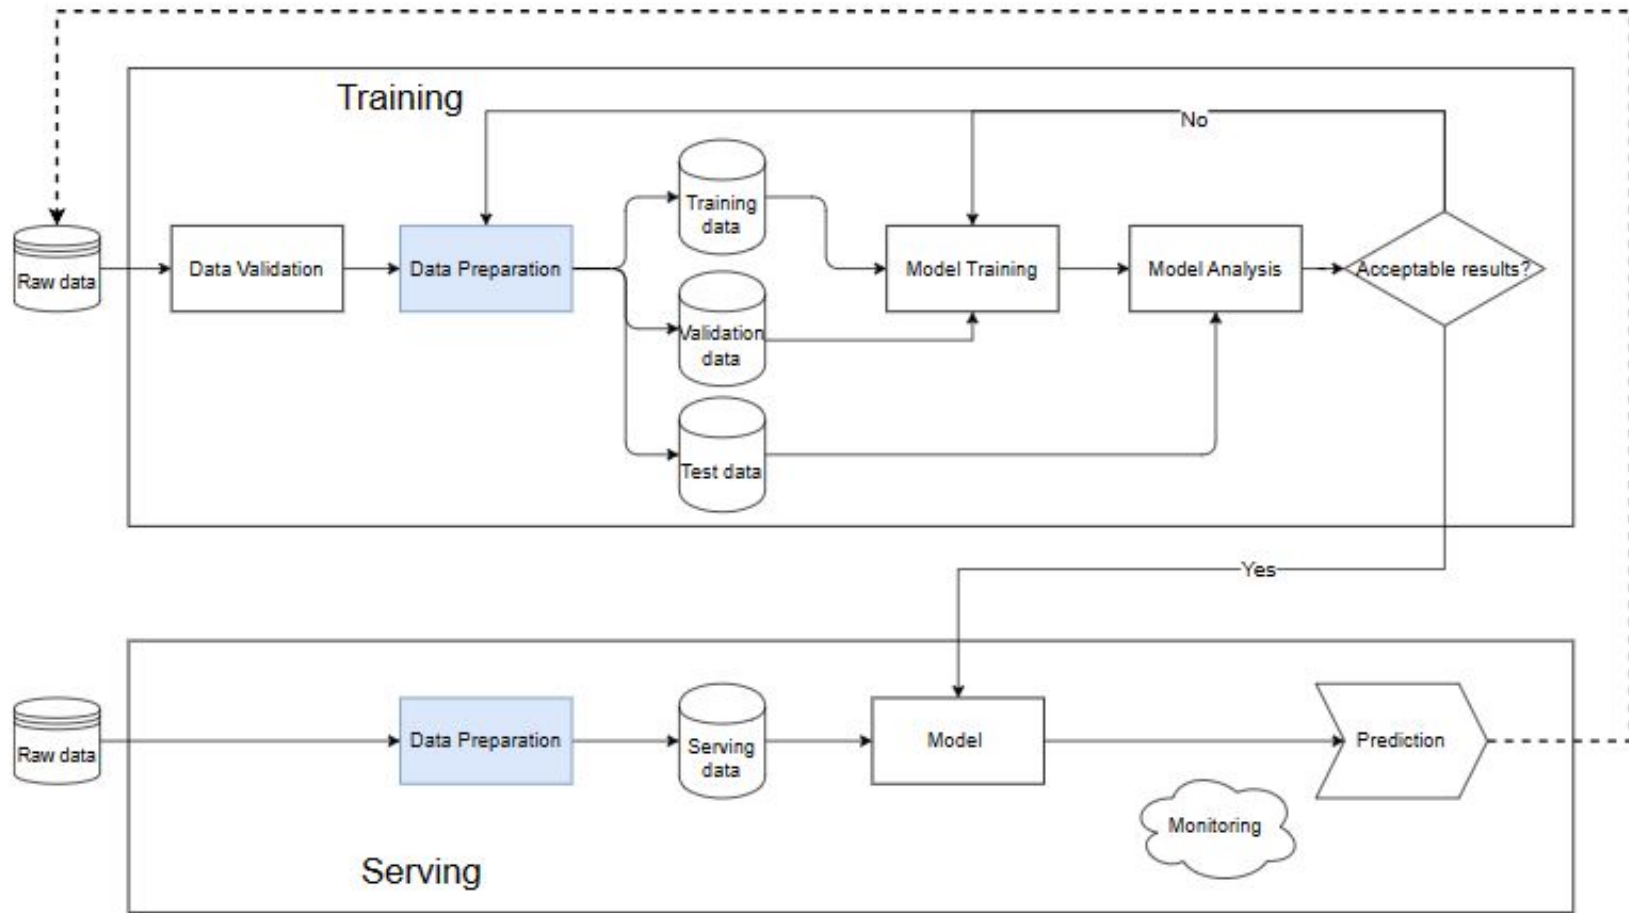 Training
No
Raw data
Data Validation
Data Preparation
Training
data
Validation
data
Test data
Model Training
Model Analysis
Acceptable results?
Yes
Raw data
Data Preparation
Serving
data
Model
Prediction
Monitoring
Serving